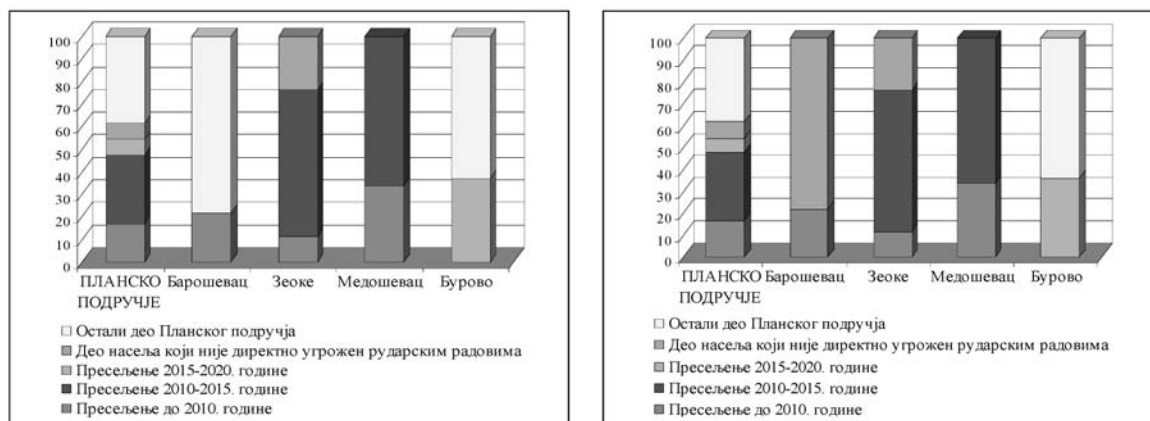 100
90
80
70
60
50
40
30
20
10
0
ПЛАНСКО ПОДРУЧЈЕ
Барошевац
Зеоке
Медошевац
Бурово
Остали део Планског подручја
Део насеља који није директно угрожен рударским радовима
Пресељење 2015-2020. године
Пресељење 2010-2015. године
Пресељење до 2010. године
100
90
80
70
60
50
40
30
20
10
0
ПЛАНСКО ПОДРУЧЈЕ
Барошевац
Зеоке
Медошевац
Бурово
Остали део Планског подручја
Део насеља који није директно угрожен рударским радовима
Пресељење 2015-2020. године
Пресељење 2010-2015. године
Пресељење до 2010. године